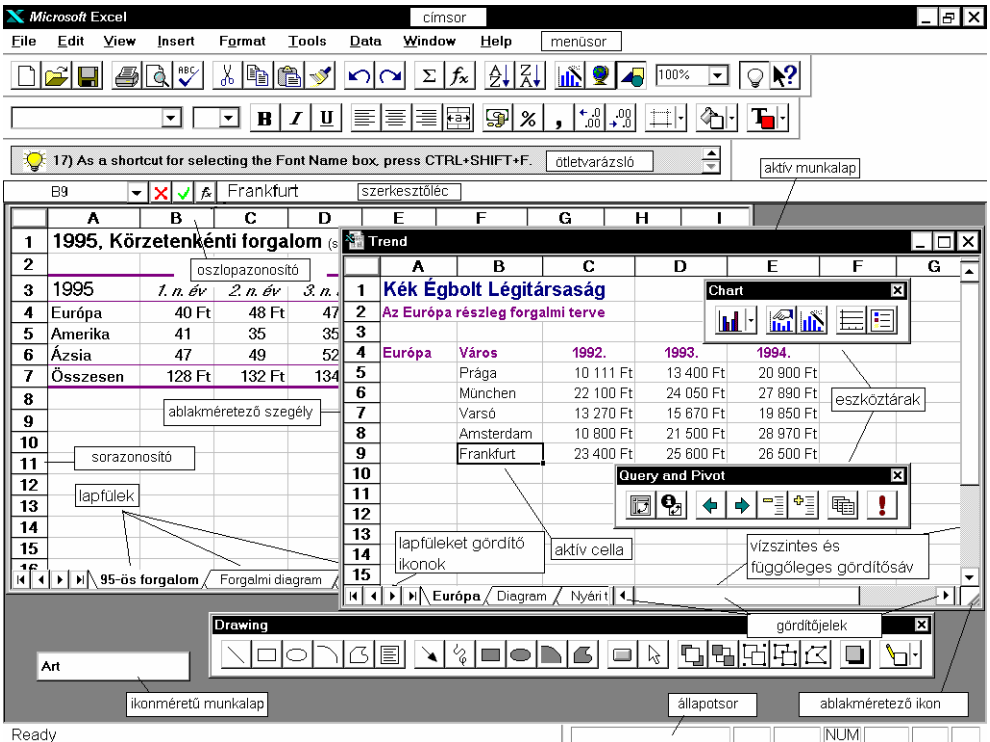 Microsoft Excel
címsor
File Edit View Insert Format Tools Data Window Help menüsor
ABC Σ fx 100%
B I U % , .0 .00 .00 .0 T
17) As a shortcut for selecting the Font Name box, press CTRL+SHIFT+F. ötletvarázsló
aktív munkalap
B9 fx Frankfurt szerkesztőléc
A B C D E F G H I
1 1995, Körzetenkénti forgalom
2 oszlopazonosító
3 1995 1. n. év 2. n. év 3. n.
4 Európa 40 Ft 48 Ft 47
5 Amerika 41 35 35
6 Ázsia 47 49 52
7 Összesen 128 Ft 132 Ft 134
8
ablakméretező szegély
9
10
11 sorazonosító
12
lapfülek
13
14
15
16
95-ös forgalom Forgalmi diagram
Trend
A B C D E F G
1 Kék Égbolt Légitársaság
2 Az Európa részleg forgalmi terve
3
4 Európa Város 1992. 1993. 1994.
5 Prága 10 111 Ft 13 400 Ft 20 900 Ft
6 München 22 100 Ft 24 050 Ft 27 890 Ft
7 Varsó 13 270 Ft 15 670 Ft 19 850 Ft
8 Amsterdam 10 800 Ft 21 500 Ft 28 970 Ft
9 Frankfurt 23 400 Ft 25 600 Ft 26 500 Ft
10
11
12
13
14
15
Chart
eszköztárak
Query and Pivot
lapfüleket gördítő
ikonok
aktív cella
vízszintes és
függőleges gördítősáv
Európa Diagram Nyári t
gördítőjelek
Drawing
Art
ikonméretű munkalap
állapotsor
ablakméretező ikon
Ready NUM